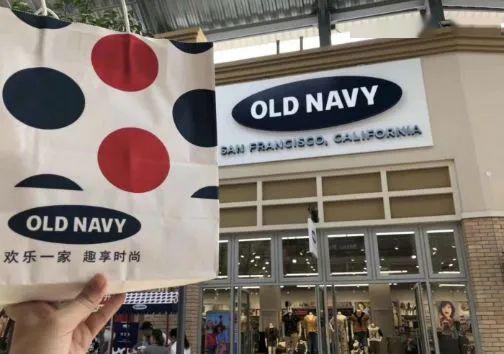 OLD NAVY
SAN FRANCISCO, CALIFORNIA
OLD NAVY
欢乐一家 趣享时尚